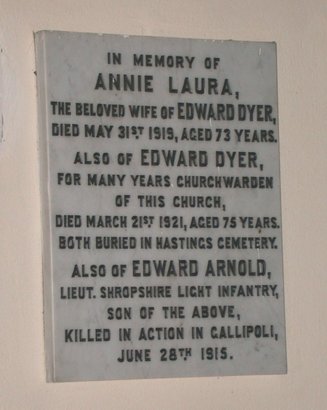 IN MEMORY OF
ANNIE LAURA,
THE BELOVED WIFE OF EDWARD DYER,
DIED MAY 31ST 1919, AGED 73 YEARS.
ALSO OF EDWARD DYER,
FOR MANY YEARS CHURCHWARDEN
OF THIS CHURCH,
DIED MARCH 21ST 1921, AGED 75 YEARS.
BOTH BURIED IN HASTINGS CEMETERY.
ALSO OF EDWARD ARNOLD,
LIEUT. SHROPSHIRE LIGHT INFANTRY,
SON OF THE ABOVE,
KILLED IN ACTION IN GALLIPOLI,
JUNE 28TH 1915.